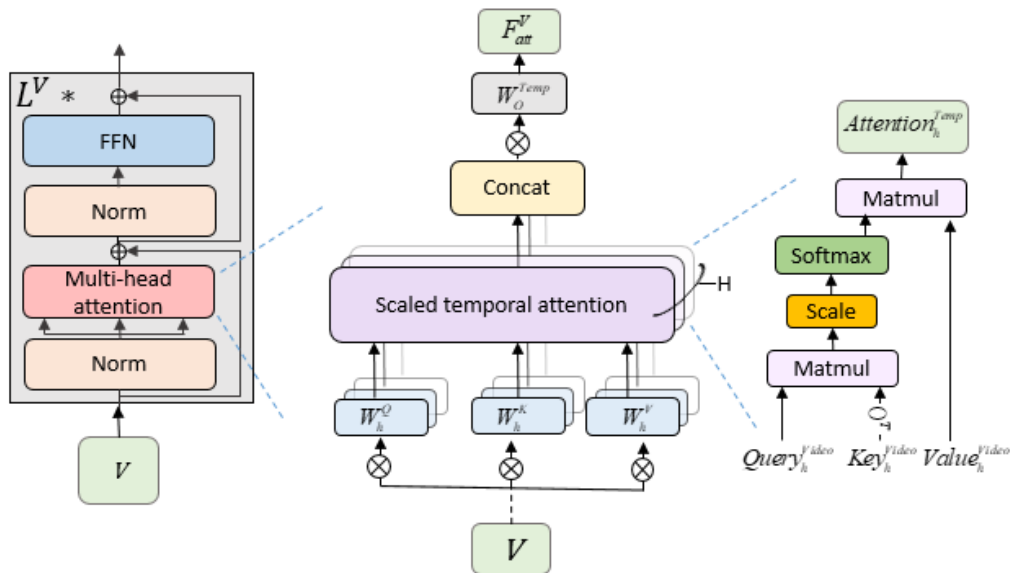 L^V *
FFN
Norm
Multi-head
attention
Norm
V
F_att^V
W_O^Temp
Concat
Scaled temporal attention
H
W_h^Q
W_h^K
W_h^V
V
Attention_h^Temp
Matmul
Softmax
Scale
Matmul
()^T
Query_h^Video
Key_h^Video
Value_h^Video